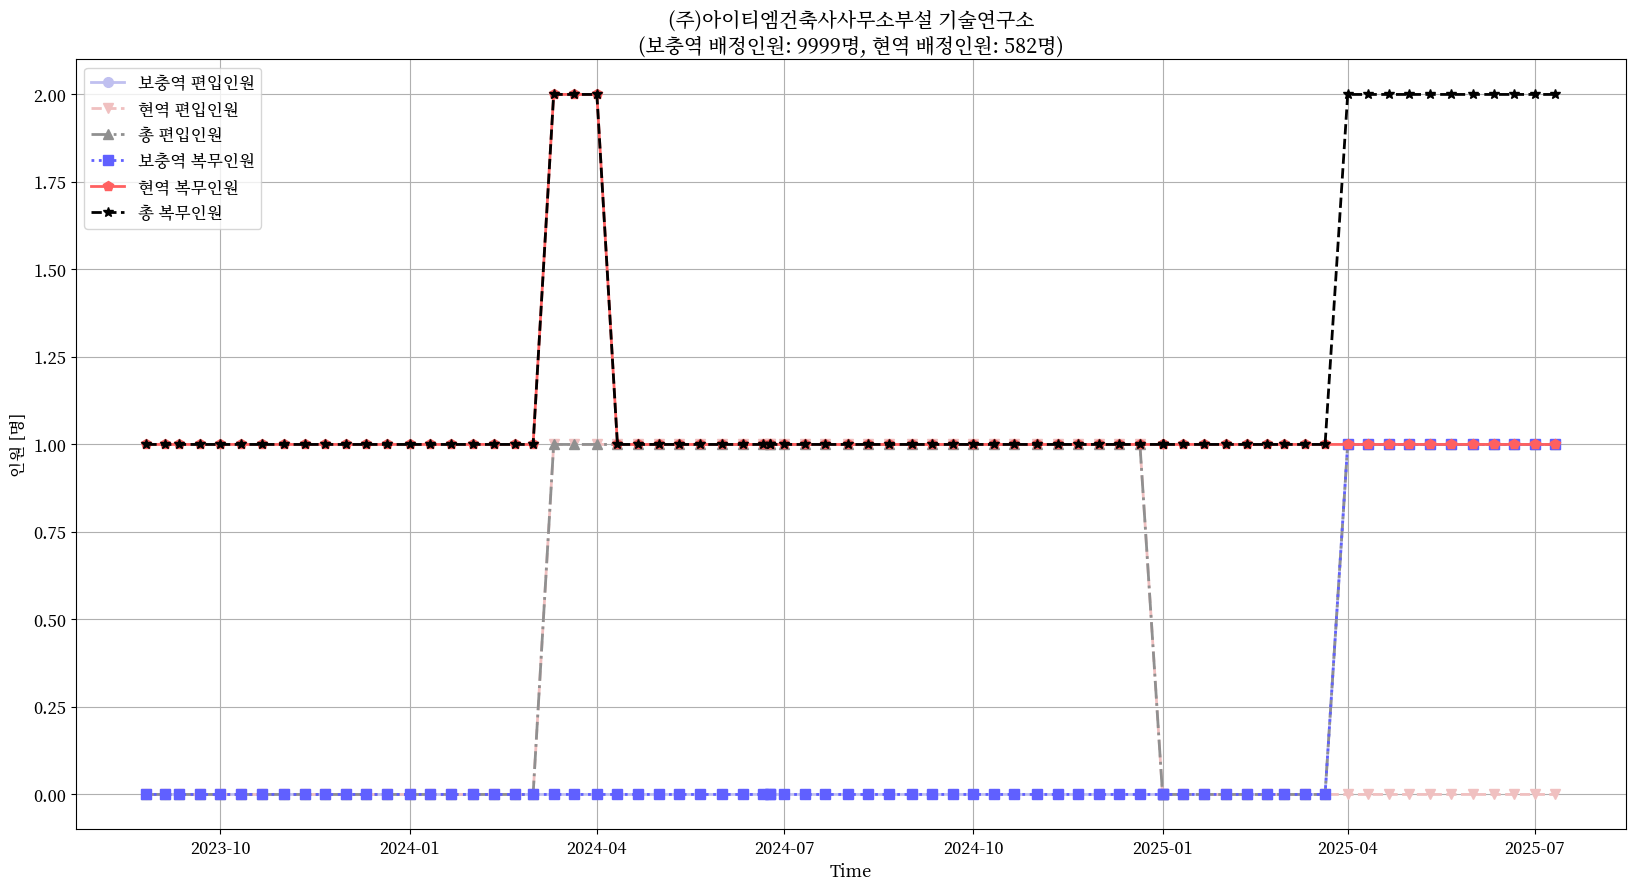 (주)아이티엠건축사사무소부설 기술연구소
(보충역 배정인원: 9999명, 현역 배정인원: 582명)
보충역 편입인원
현역 편입인원
총 편입인원
보충역 복무인원
현역 복무인원
총 복무인원
2.00
1.75
1.50
1.25
1.00
0.75
0.50
0.25
0.00
인원 [명]
2023-10
2024-01
2024-04
2024-07
2024-10
2025-01
2025-04
2025-07
Time